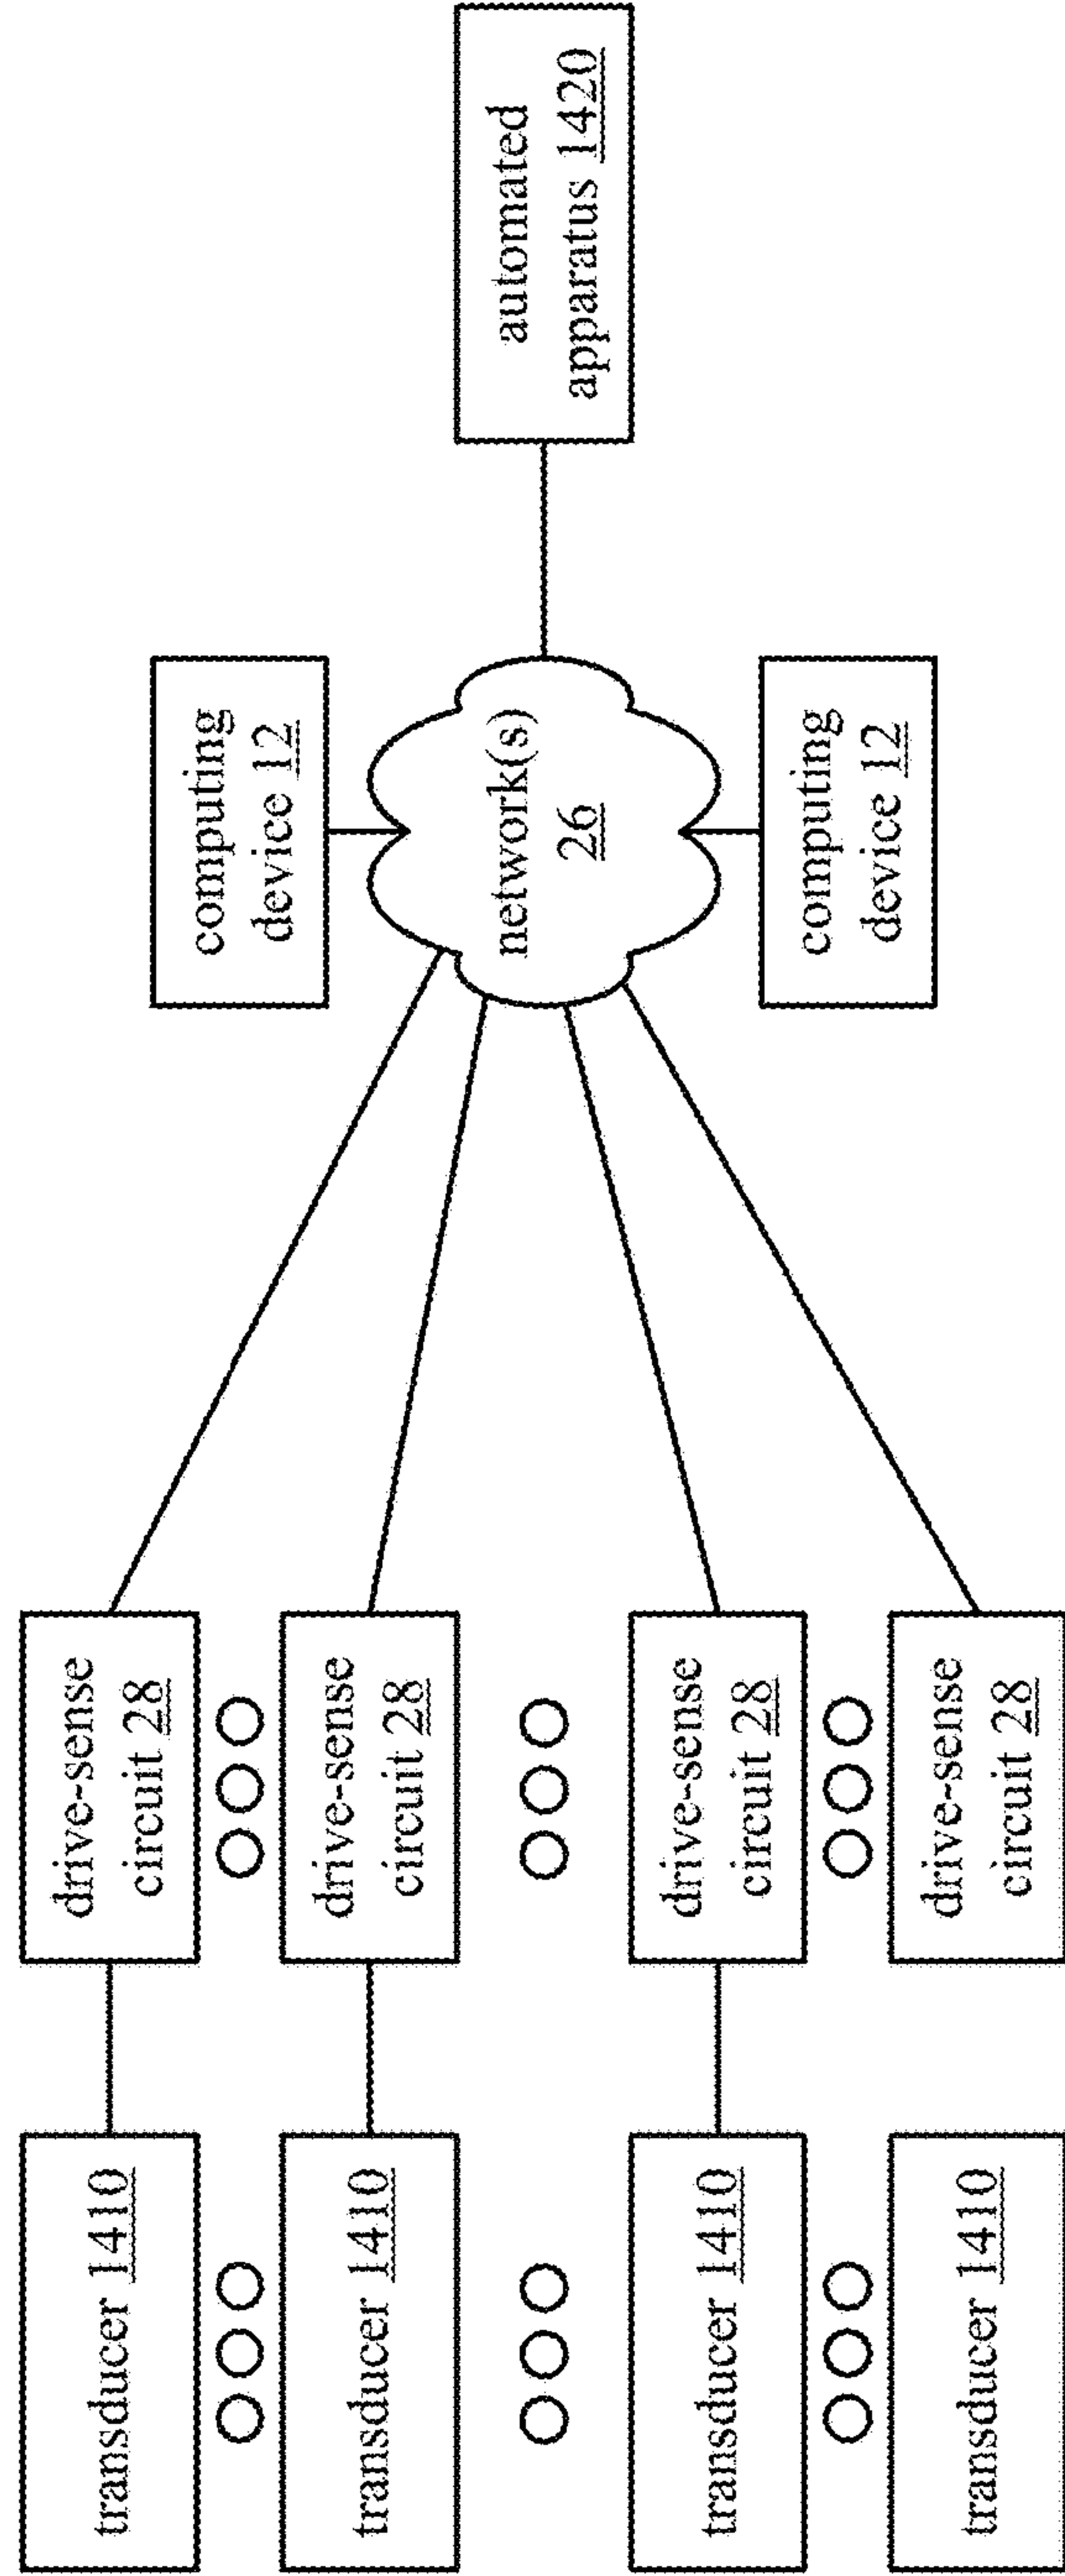 transducer 1410
drive-sense
circuit 28
transducer 1410
drive-sense
circuit 28
transducer 1410
drive-sense
circuit 28
transducer 1410
drive-sense
circuit 28
computing
device 12
network(s)
26
computing
device 12
automated
apparatus 1420